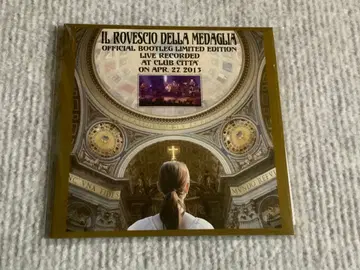 IL ROVESCIO DELLA MEDAGLIA
OFFICIAL BOOTLEG LIMITED EDITION
LIVE RECORDED
AT CLUB CITTA
ON APR. 27 2013